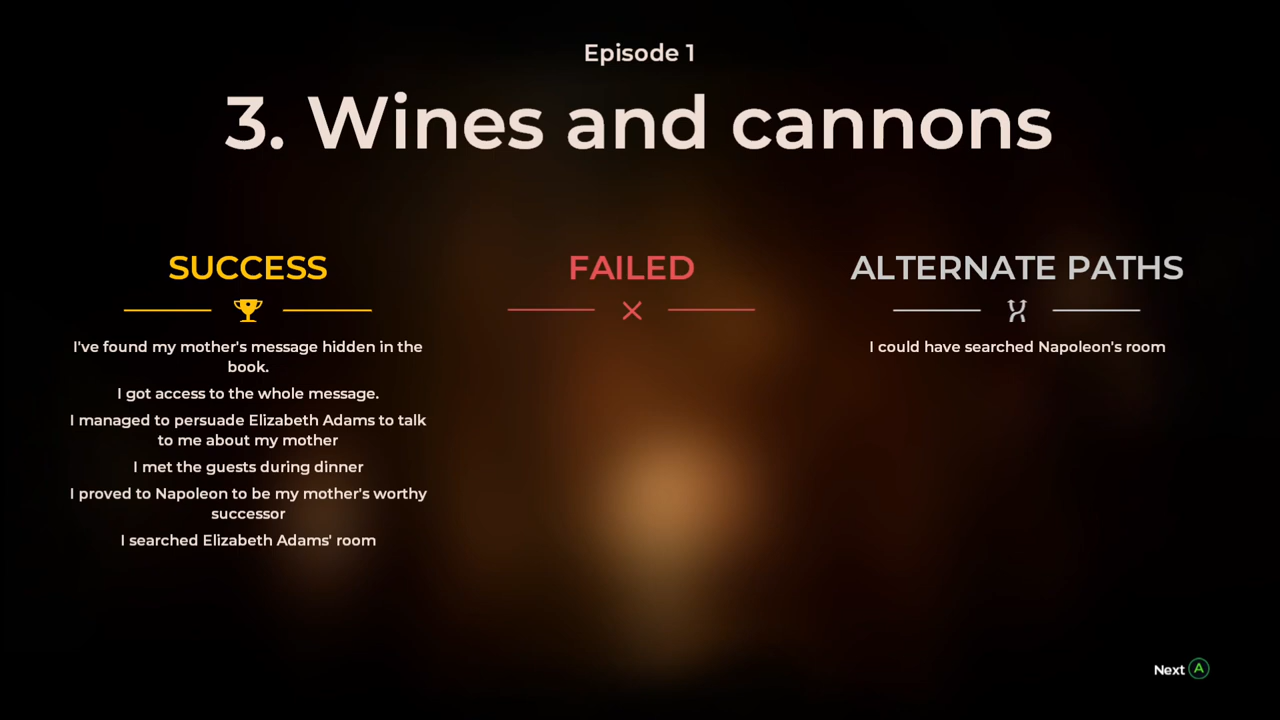 Episode 1
3. Wines and cannons
SUCCESS
I've found my mother's message hidden in the
book.
I got access to the whole message.
I managed to persuade Elizabeth Adams to talk
to me about my mother
I met the guests during dinner
I proved to Napoleon to be my mother's worthy
successor
I searched Elizabeth Adams' room
FAILED
ALTERNATE PATHS
I could have searched Napoleon's room
Next A